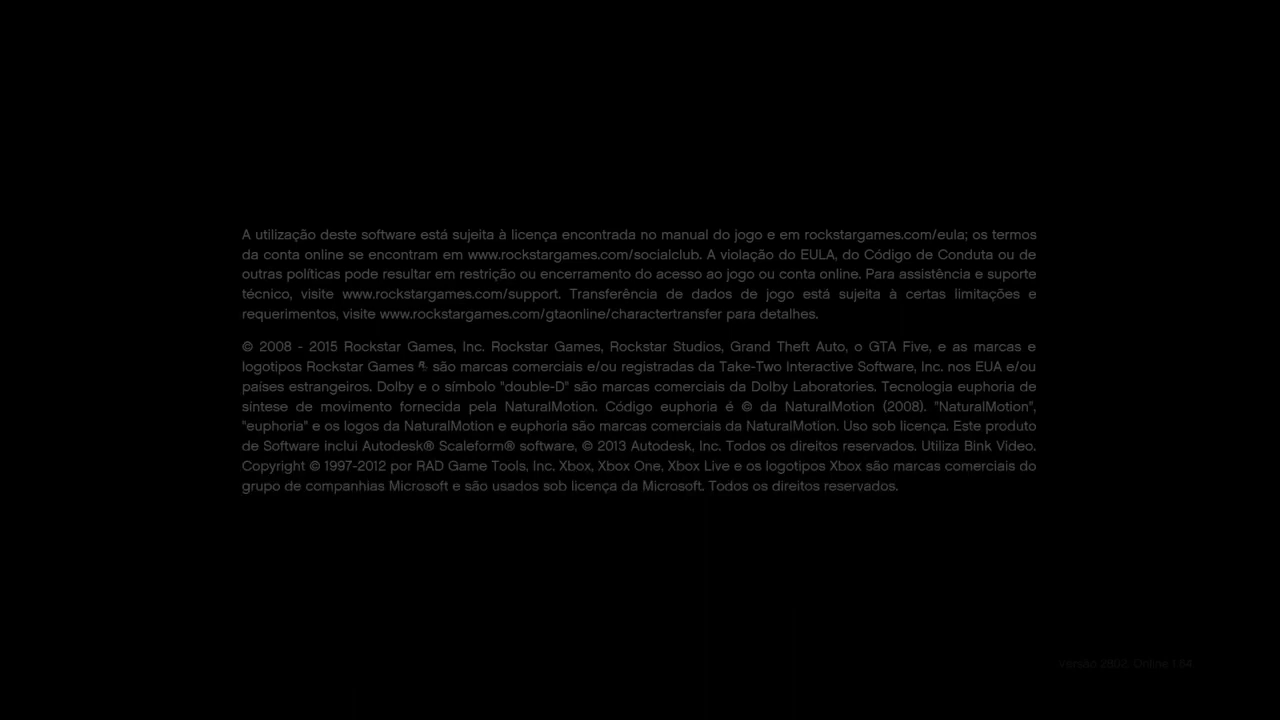 A utilização deste software está sujeita à licença encontrada no manual do jogo e em rockstargames.com/eula; os termos
da conta online se encontram em www.rockstargames.com/socialclub. A violação do EULA, do Código de Conduta ou de
outras políticas pode resultar em restrição ou encerramento do acesso ao jogo ou conta online. Para assistência e suporte
técnico, visite www.rockstargames.com/support. Transferência de dados de jogo está sujeita à certas limitações e
requerimentos, visite www.rockstargames.com/gtaonline/charactertransfer para detalhes.
© 2008 - 2015 Rockstar Games, Inc. Rockstar Games, Rockstar Studios, Grand Theft Auto, o GTA Five, e as marcas e
logotipos Rockstar Games são marcas comerciais e/ou registradas da Take-Two Interactive Software, Inc. nos EUA e/ou
países estrangeiros. Dolby e o símbolo "double-D" são marcas comerciais da Dolby Laboratories. Tecnologia euphoria de
síntese de movimento fornecida pela NaturalMotion. Código euphoria é © da NaturalMotion (2008). "NaturalMotion",
"euphoria" e os logos da NaturalMotion e euphoria são marcas comerciais da NaturalMotion. Uso sob licença. Este produto
de Software inclui Autodesk® Scaleform® software, © 2013 Autodesk, Inc. Todos os direitos reservados. Utiliza Bink Video.
Copyright © 1997-2012 por RAD Game Tools, Inc. Xbox, Xbox One, Xbox Live e os logotipos Xbox são marcas comerciais do
grupo de companhias Microsoft e são usados sob licença da Microsoft. Todos os direitos reservados.
Online 1.64